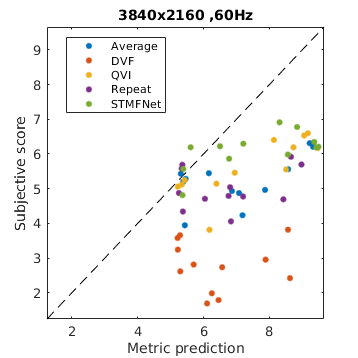 3840x2160 ,60Hz
Average
DVF
QVI
Repeat
STMFNet
Subjective score
9
8
7
6
5
4
3
2
2
4
6
8
Metric prediction